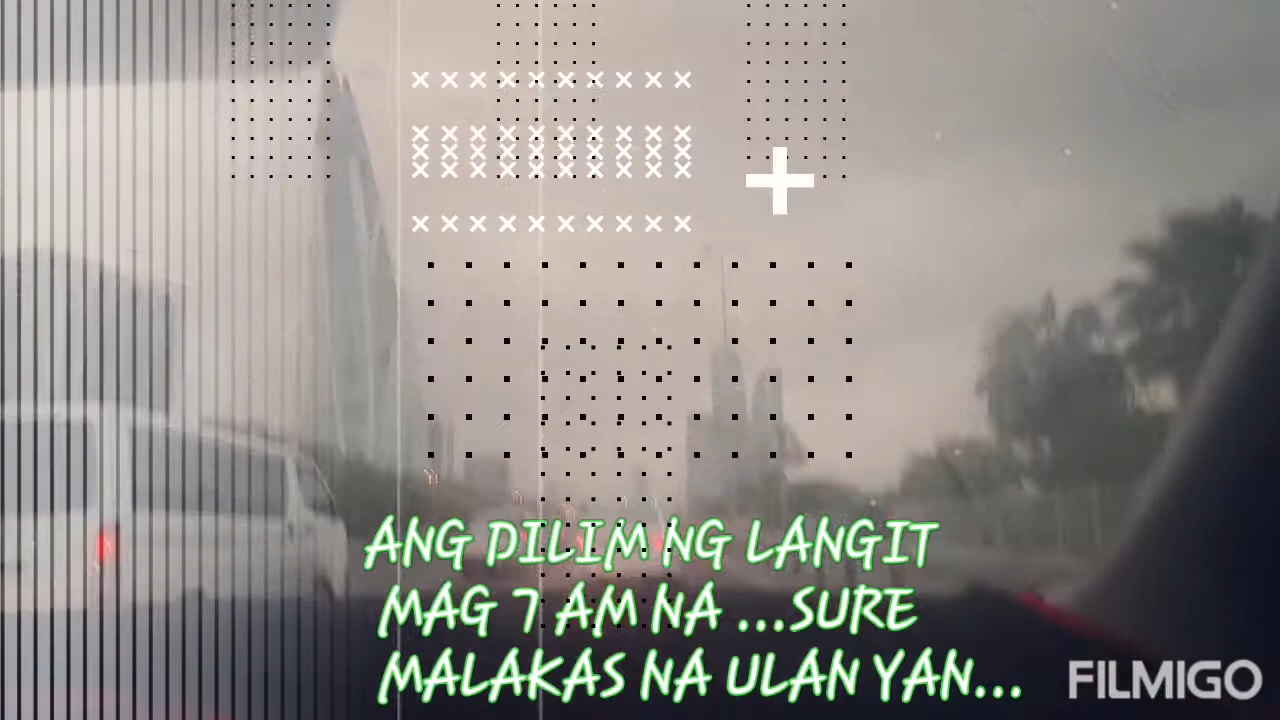 ANG DILIM NG LANGIT
MAG 7 AM NA ...SURE
MALAKAS NA ULAN YAN...
FILMIGO